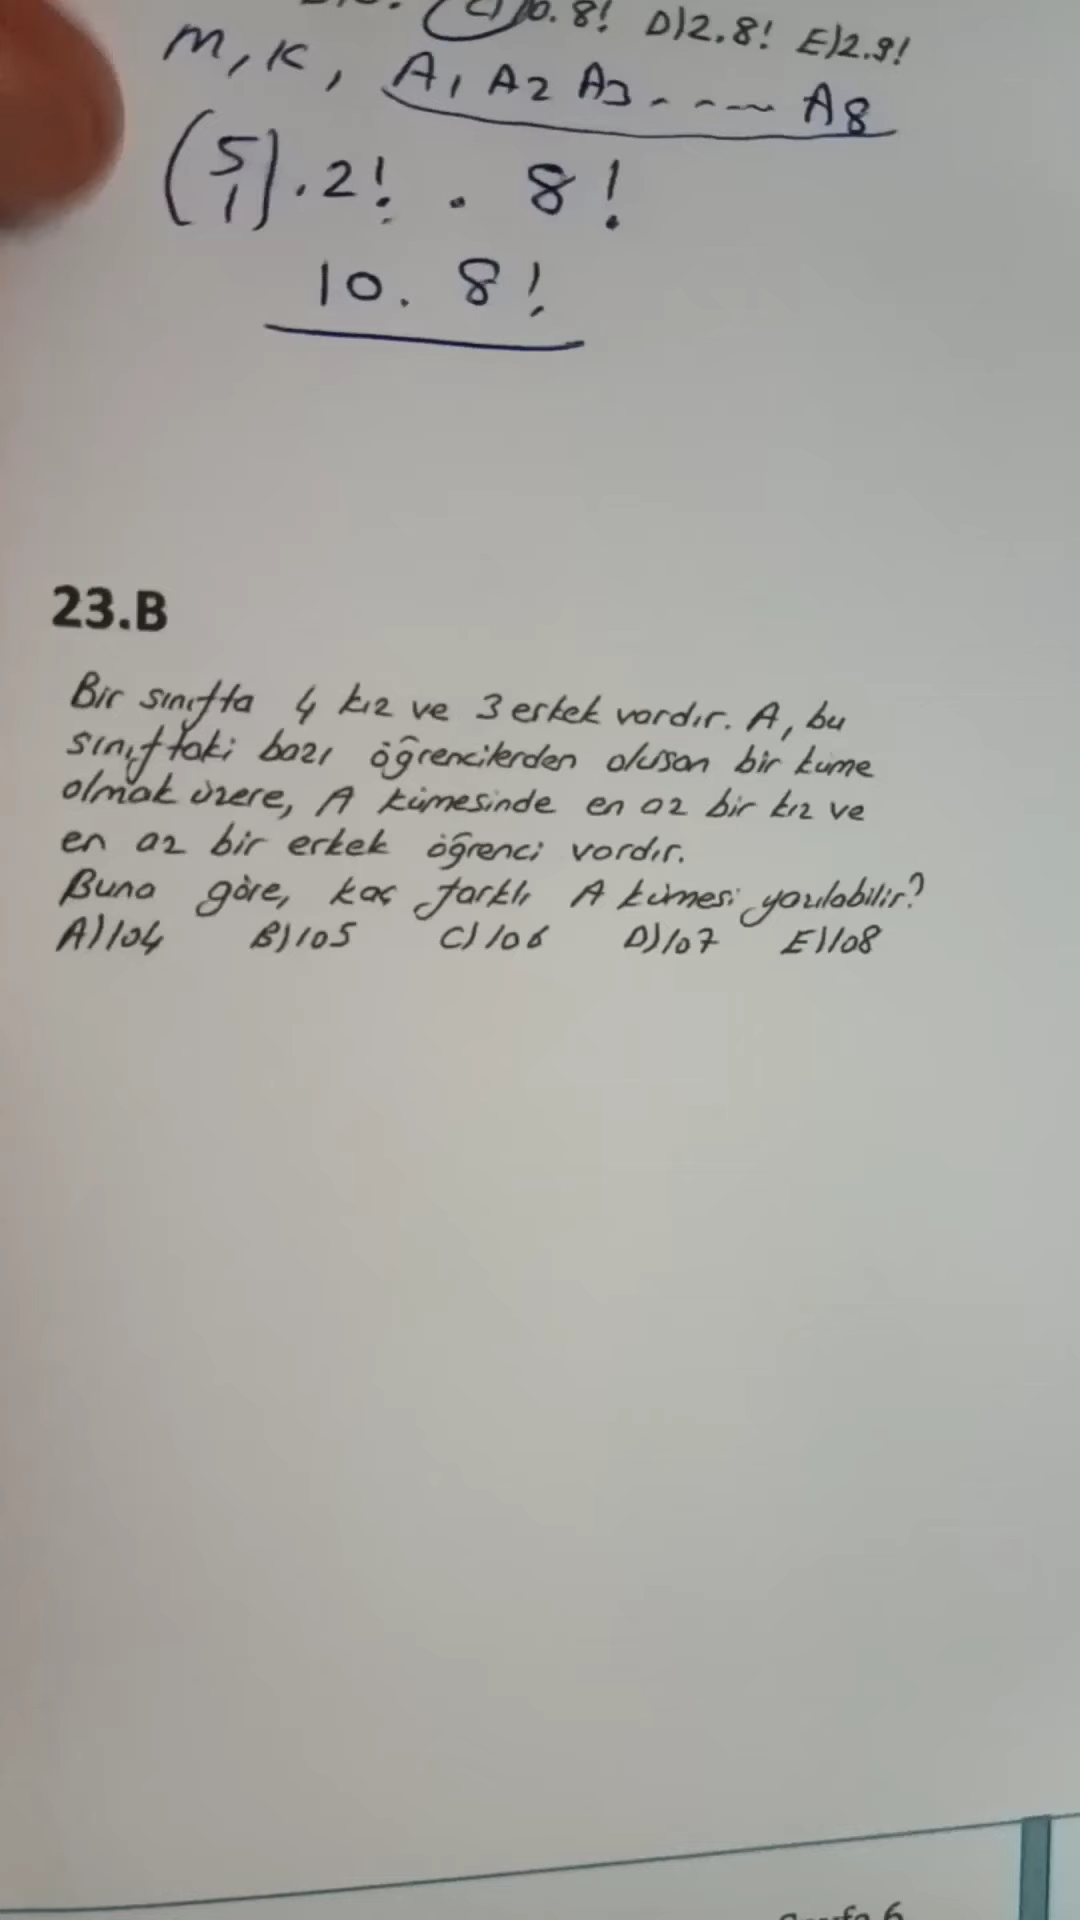 C) 10. 8! D) 2. 8! E) 2. 9!
M, K, A1 A2 A3 ..... A8
(5 1) . 2! . 8!
10. 8!
23.B
Bir sınıfta 4 kız ve 3 erkek vardır. A, bu
sınıftaki bazı öğrencilerden oluşan bir küme
olmak üzere, A kümesinde en az bir kız ve
en az bir erkek öğrenci vardır.
Buna göre, kaç farklı A kümesi yazılabilir?
A) 104 B) 105 C) 106 D) 107 E) 108